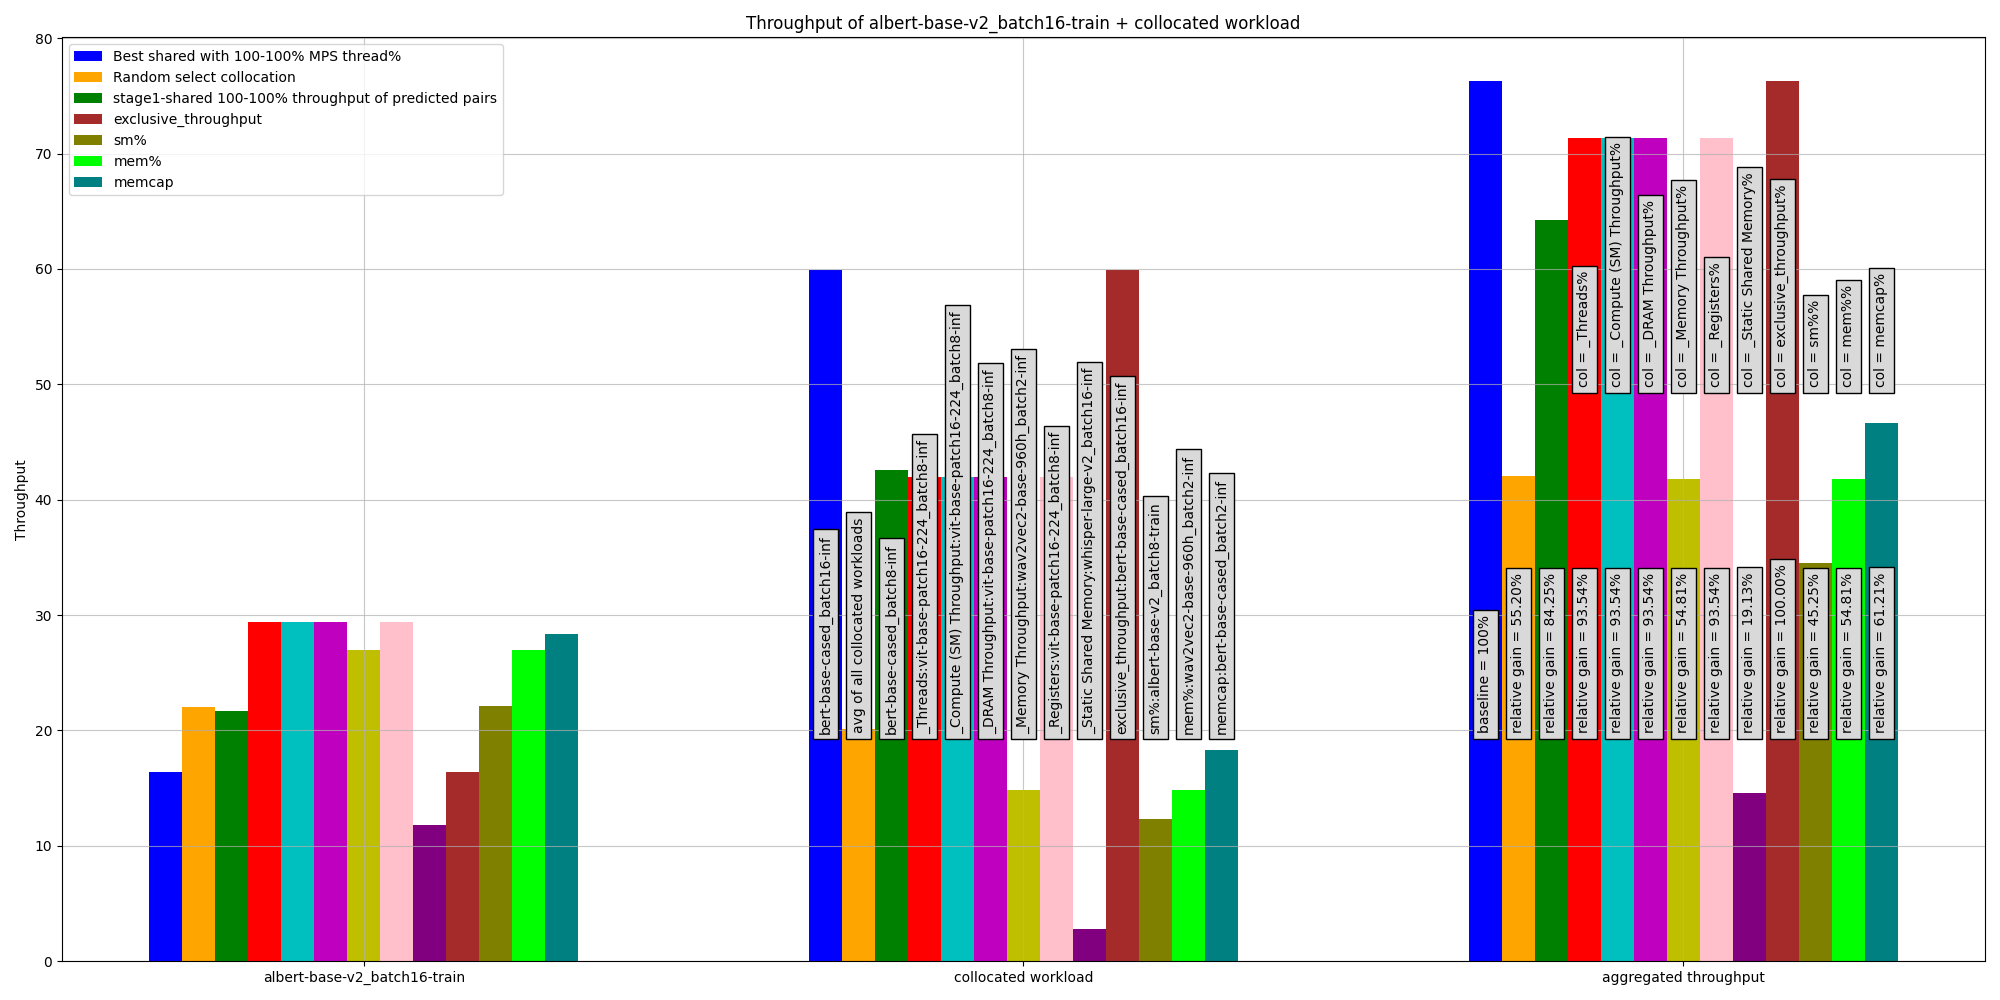 Throughput of albert-base-v2_batch16-train + collocated workload
Throughput
80
70
60
50
40
30
20
10
0
Best shared with 100-100% MPS thread%
Random select collocation
stage1-shared 100-100% throughput of predicted pairs
exclusive_throughput
sm%
mem%
memcap
bert-base-cased_batch16-inf
avg of all collocated workloads
bert-base-cased_batch8-inf
_Threads:vit-base-patch16-224_batch8-inf
_Compute (SM) Throughput:vit-base-patch16-224_batch8-inf
_DRAM Throughput:vit-base-patch16-224_batch8-inf
_Memory Throughput:wav2vec2-base-960h_batch2-inf
_Registers:vit-base-patch16-224_batch8-inf
_Static Shared Memory:whisper-large-v2_batch16-inf
exclusive_throughput:bert-base-cased_batch16-inf
sm%:albert-base-v2_batch8-train
mem%:wav2vec2-base-960h_batch2-inf
memcap:bert-base-cased_batch2-inf
col = _Threads%
col = _Compute (SM) Throughput%
col = _DRAM Throughput%
col = _Memory Throughput%
col = _Registers%
col = _Static Shared Memory%
col = exclusive_throughput%
col = sm%%
col = mem%%
col = memcap%
baseline = 100%
relative gain = 55.20%
relative gain = 84.25%
relative gain = 93.54%
relative gain = 93.54%
relative gain = 93.54%
relative gain = 54.81%
relative gain = 93.54%
relative gain = 19.13%
relative gain = 100.00%
relative gain = 45.25%
relative gain = 54.81%
relative gain = 61.21%
albert-base-v2_batch16-train
collocated workload
aggregated throughput